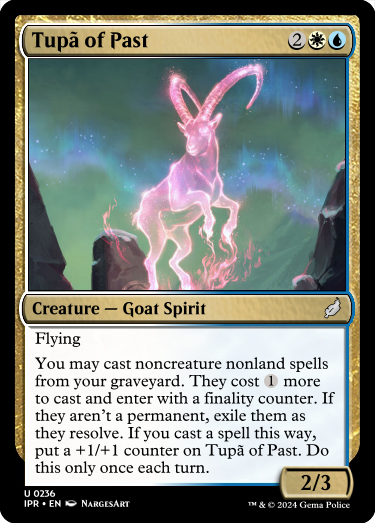 Tupã of Past 2
Creature — Goat Spirit
Flying
You may cast noncreature nonland spells
from your graveyard. They cost 1 more
to cast and enter with a finality counter. If
they aren't a permanent, exile them as
they resolve. If you cast a spell this way,
put a +1/+1 counter on Tupã of Past. Do
this only once each turn.
2/3
U 0236
IPR • EN NargesArt
™ & © 2024 Gema Police